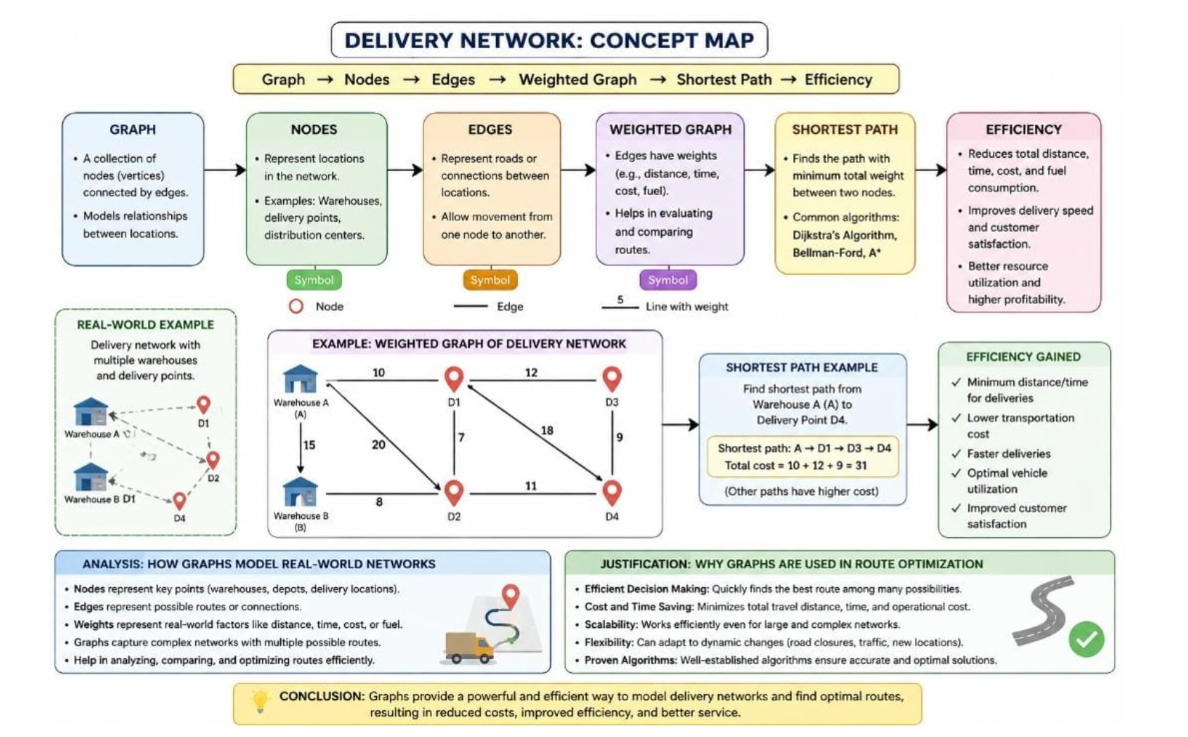 DELIVERY NETWORK: CONCEPT MAP
Graph → Nodes → Edges → Weighted Graph → Shortest Path → Efficiency
GRAPH
• A collection of
nodes (vertices)
connected by edges.
• Models relationships
between locations.
NODES
• Represent locations
in the network.
• Examples: Warehouses,
delivery points,
distribution centers.
Symbol
Node
EDGES
• Represent roads or
connections between
locations.
• Allow movement from
one node to another.
Symbol
Edge
WEIGHTED GRAPH
• Edges have weights
(e.g., distance, time,
cost, fuel).
• Helps in evaluating
and comparing
routes.
Symbol
5
Line with weight
SHORTEST PATH
• Finds the path with
minimum total weight
between two nodes.
• Common algorithms:
Dijkstra's Algorithm,
Bellman-Ford, A*
EFFICIENCY
• Reduces total distance,
time, cost, and fuel
consumption.
• Improves delivery speed
and customer
satisfaction.
• Better resource
utilization and
higher profitability.
REAL-WORLD EXAMPLE
Delivery network with
multiple warehouses
and delivery points.
Warehouse A
D1
D2
Warehouse B D1
D4
EXAMPLE: WEIGHTED GRAPH OF DELIVERY NETWORK
10
12
Warehouse A
(A)
D1
D3
15
20
7
18
9
8
11
Warehouse B
(B)
D2
D4
SHORTEST PATH EXAMPLE
Find shortest path from
Warehouse A (A) to
Delivery Point D4.
Shortest path: A → D1 → D3 → D4
Total cost = 10 + 12 + 9 = 31
(Other paths have higher cost)
EFFICIENCY GAINED
✓ Minimum distance/time
for deliveries
✓ Lower transportation
cost
✓ Faster deliveries
✓ Optimal vehicle
utilization
✓ Improved customer
satisfaction
ANALYSIS: HOW GRAPHS MODEL REAL-WORLD NETWORKS
• Nodes represent key points (warehouses, depots, delivery locations).
• Edges represent possible routes or connections.
• Weights represent real-world factors like distance, time, cost, or fuel.
• Graphs capture complex networks with multiple possible routes.
• Help in analyzing, comparing, and optimizing routes efficiently.
JUSTIFICATION: WHY GRAPHS ARE USED IN ROUTE OPTIMIZATION
• Efficient Decision Making: Quickly finds the best route among many possibilities.
• Cost and Time Saving: Minimizes total travel distance, time, and operational cost.
• Scalability: Works efficiently even for large and complex networks.
• Flexibility: Can adapt to dynamic changes (road closures, traffic, new locations).
• Proven Algorithms: Well-established algorithms ensure accurate and optimal solutions.
CONCLUSION: Graphs provide a powerful and efficient way to model delivery networks and find optimal routes,
resulting in reduced costs, improved efficiency, and better service.